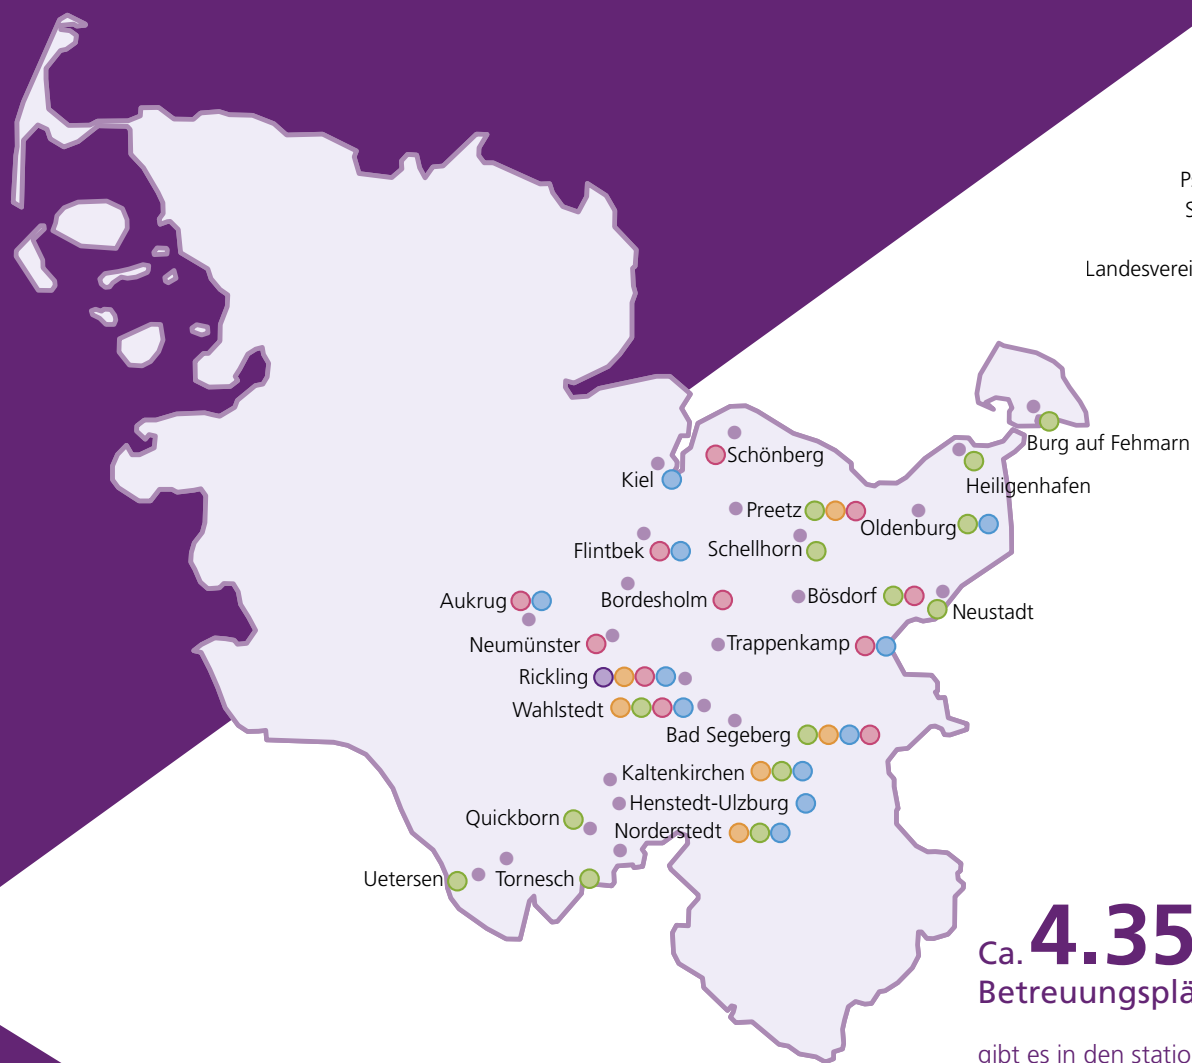 P
S
Landesverei
Burg auf Fehmarn
Schönberg
Kiel
Heiligenhafen
Preetz
Oldenburg
Flintbek
Schellhorn
Aukrug
Bordesholm
Bösdorf
Neustadt
Neumünster
Trappenkamp
Rickling
Wahlstedt
Bad Segeberg
Kaltenkirchen
Henstedt-Ulzburg
Quickborn
Norderstedt
Uetersen
Tornesch
Ca. 4.35
Betreuungsplä
gibt es in den statio